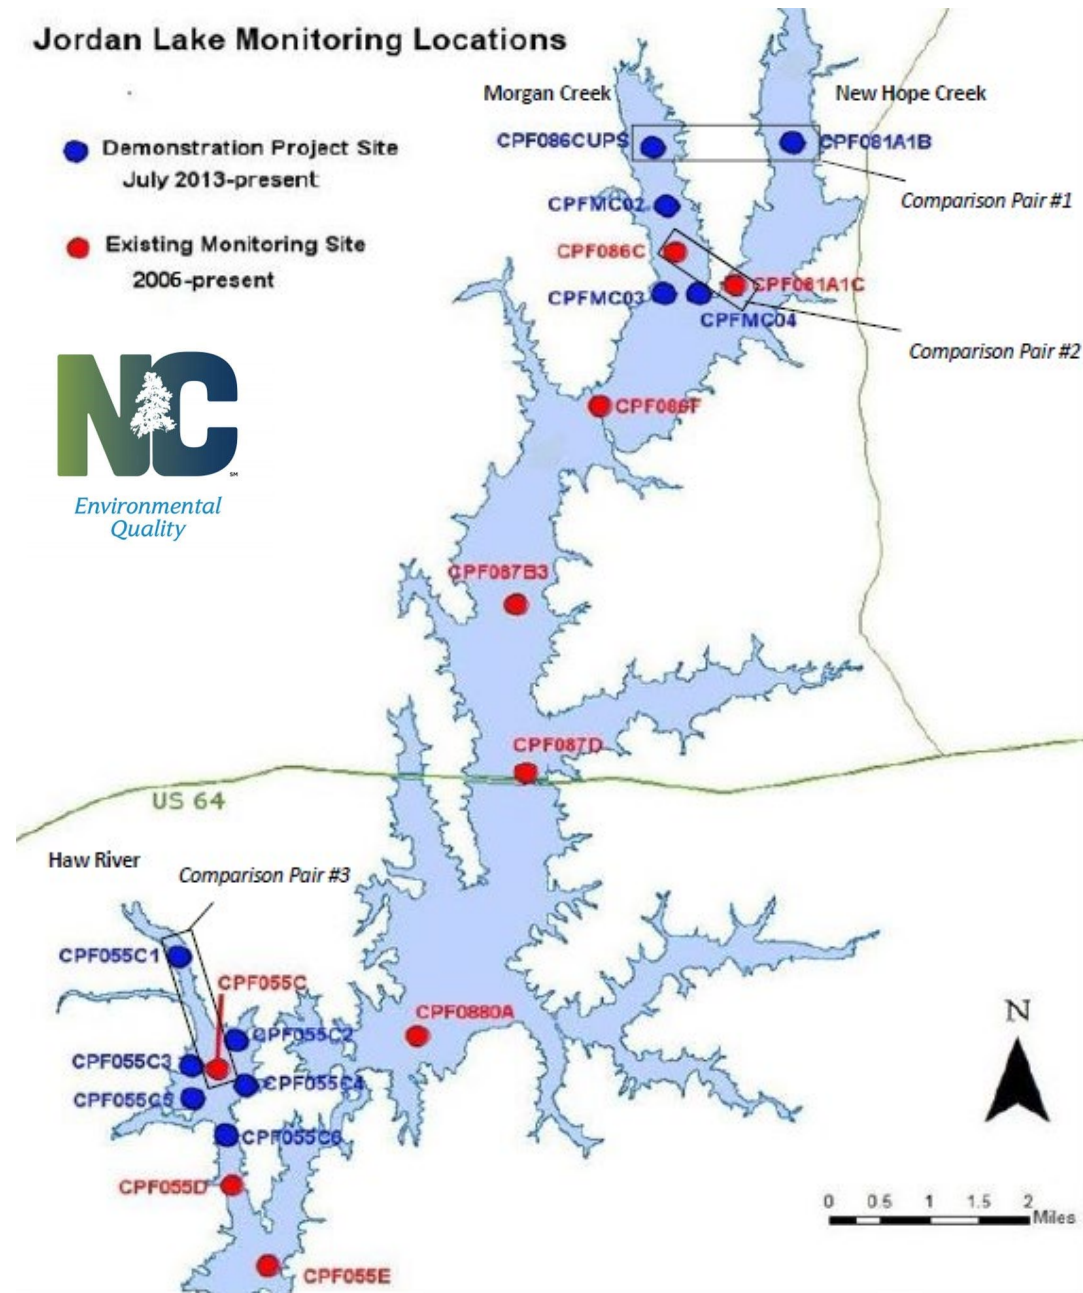 Jordan Lake Monitoring Locations
Morgan Creek
New Hope Creek
Demonstration Project Site
July 2013-present
CPF086CUPS
CPF081A1B
Comparison Pair #1
CPFMC02
Existing Monitoring Site
2006-present
CPF086C
CPF081A1C
CPFMC03
CPFMC04
Comparison Pair #2
NC
SM
Environmental
Quality
CPF086F
CPF087B3
CPF087D
US 64
Haw River
Comparison Pair #3
CPF055C1
CPF055C
CPF0880A
CPF055C2
CPF055C3
CPF055C4
CPF055C5
CPF055C6
CPF055D
CPF055E
N
0 0.5 1 1.5 2
Miles